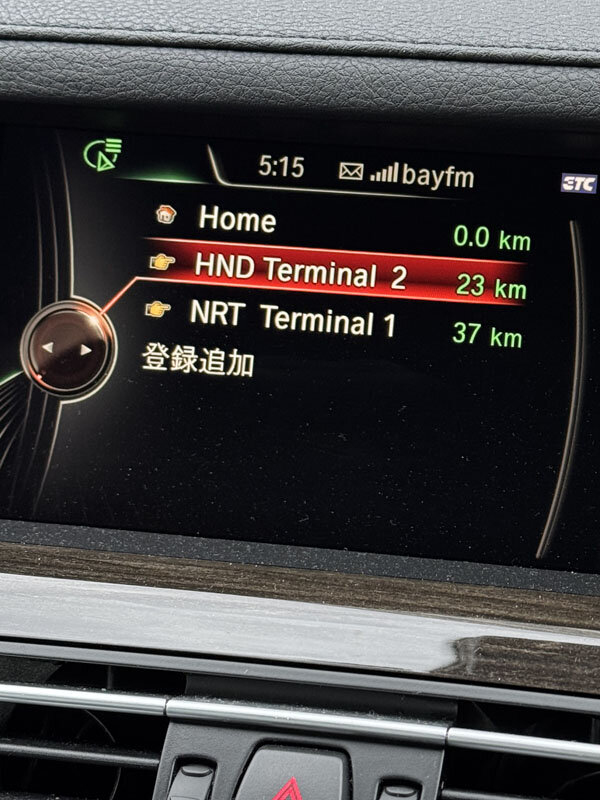 5:15 bayfm ETC
Home 0.0 km
HND Terminal 2 23 km
NRT Terminal 1 37 km
登録追加